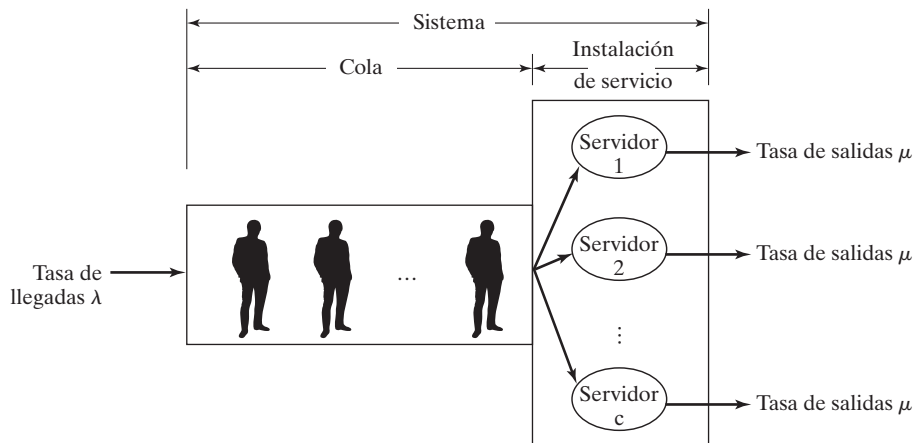 Sistema
Cola
Instalación
de servicio
Servidor
1
Tasa de salidas μ
Servidor
2
Tasa de salidas μ
Tasa de
llegadas λ
...
⋮
Servidor
c
Tasa de salidas μ